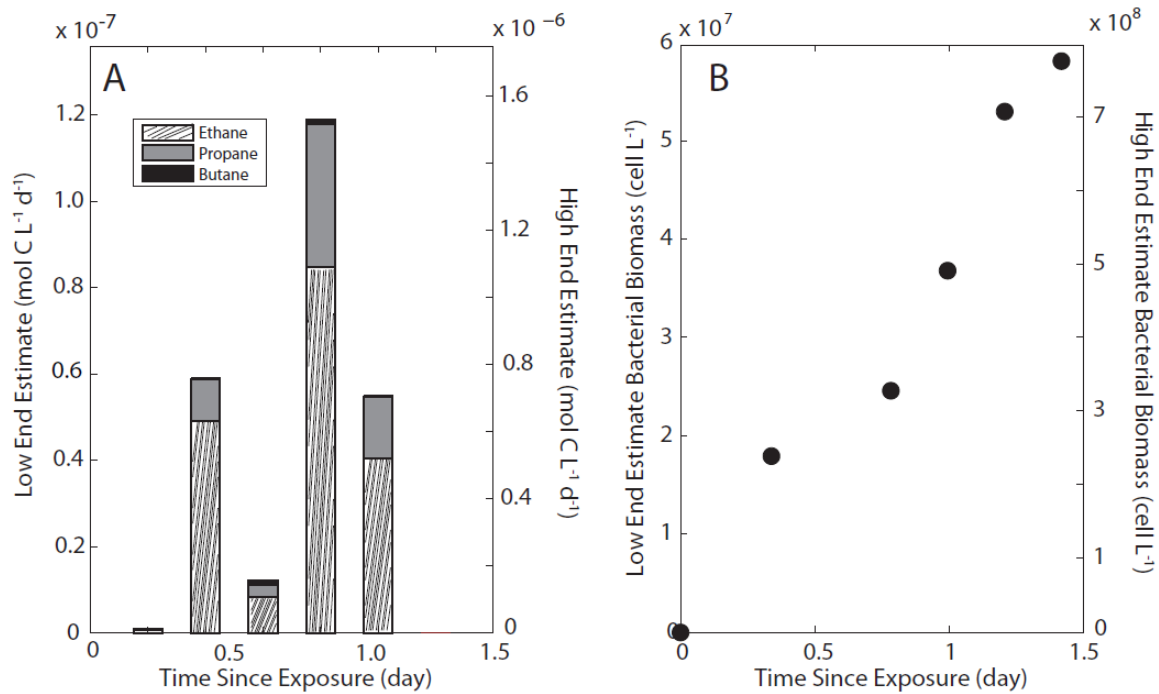 x 10⁻⁷
x 10⁻⁶
A
1.2
1.0
0.8
0.6
0.4
0.2
0
Low End Estimate (mol C L⁻¹ d⁻¹)
Ethane
Propane
Butane
1.6
1.2
0.8
0.4
0
High End Estimate (mol C L⁻¹ d⁻¹)
0 0.5 1.0 1.5
Time Since Exposure (day)
x 10⁷
x 10⁸
B
6
5
4
3
2
1
0
Low End Estimate Bacterial Biomass (cell L⁻¹)
7
5
3
1
0
High End Estimate Bacterial Biomass (cell L⁻¹)
0 0.5 1 1.5
Time Since Exposure (day)